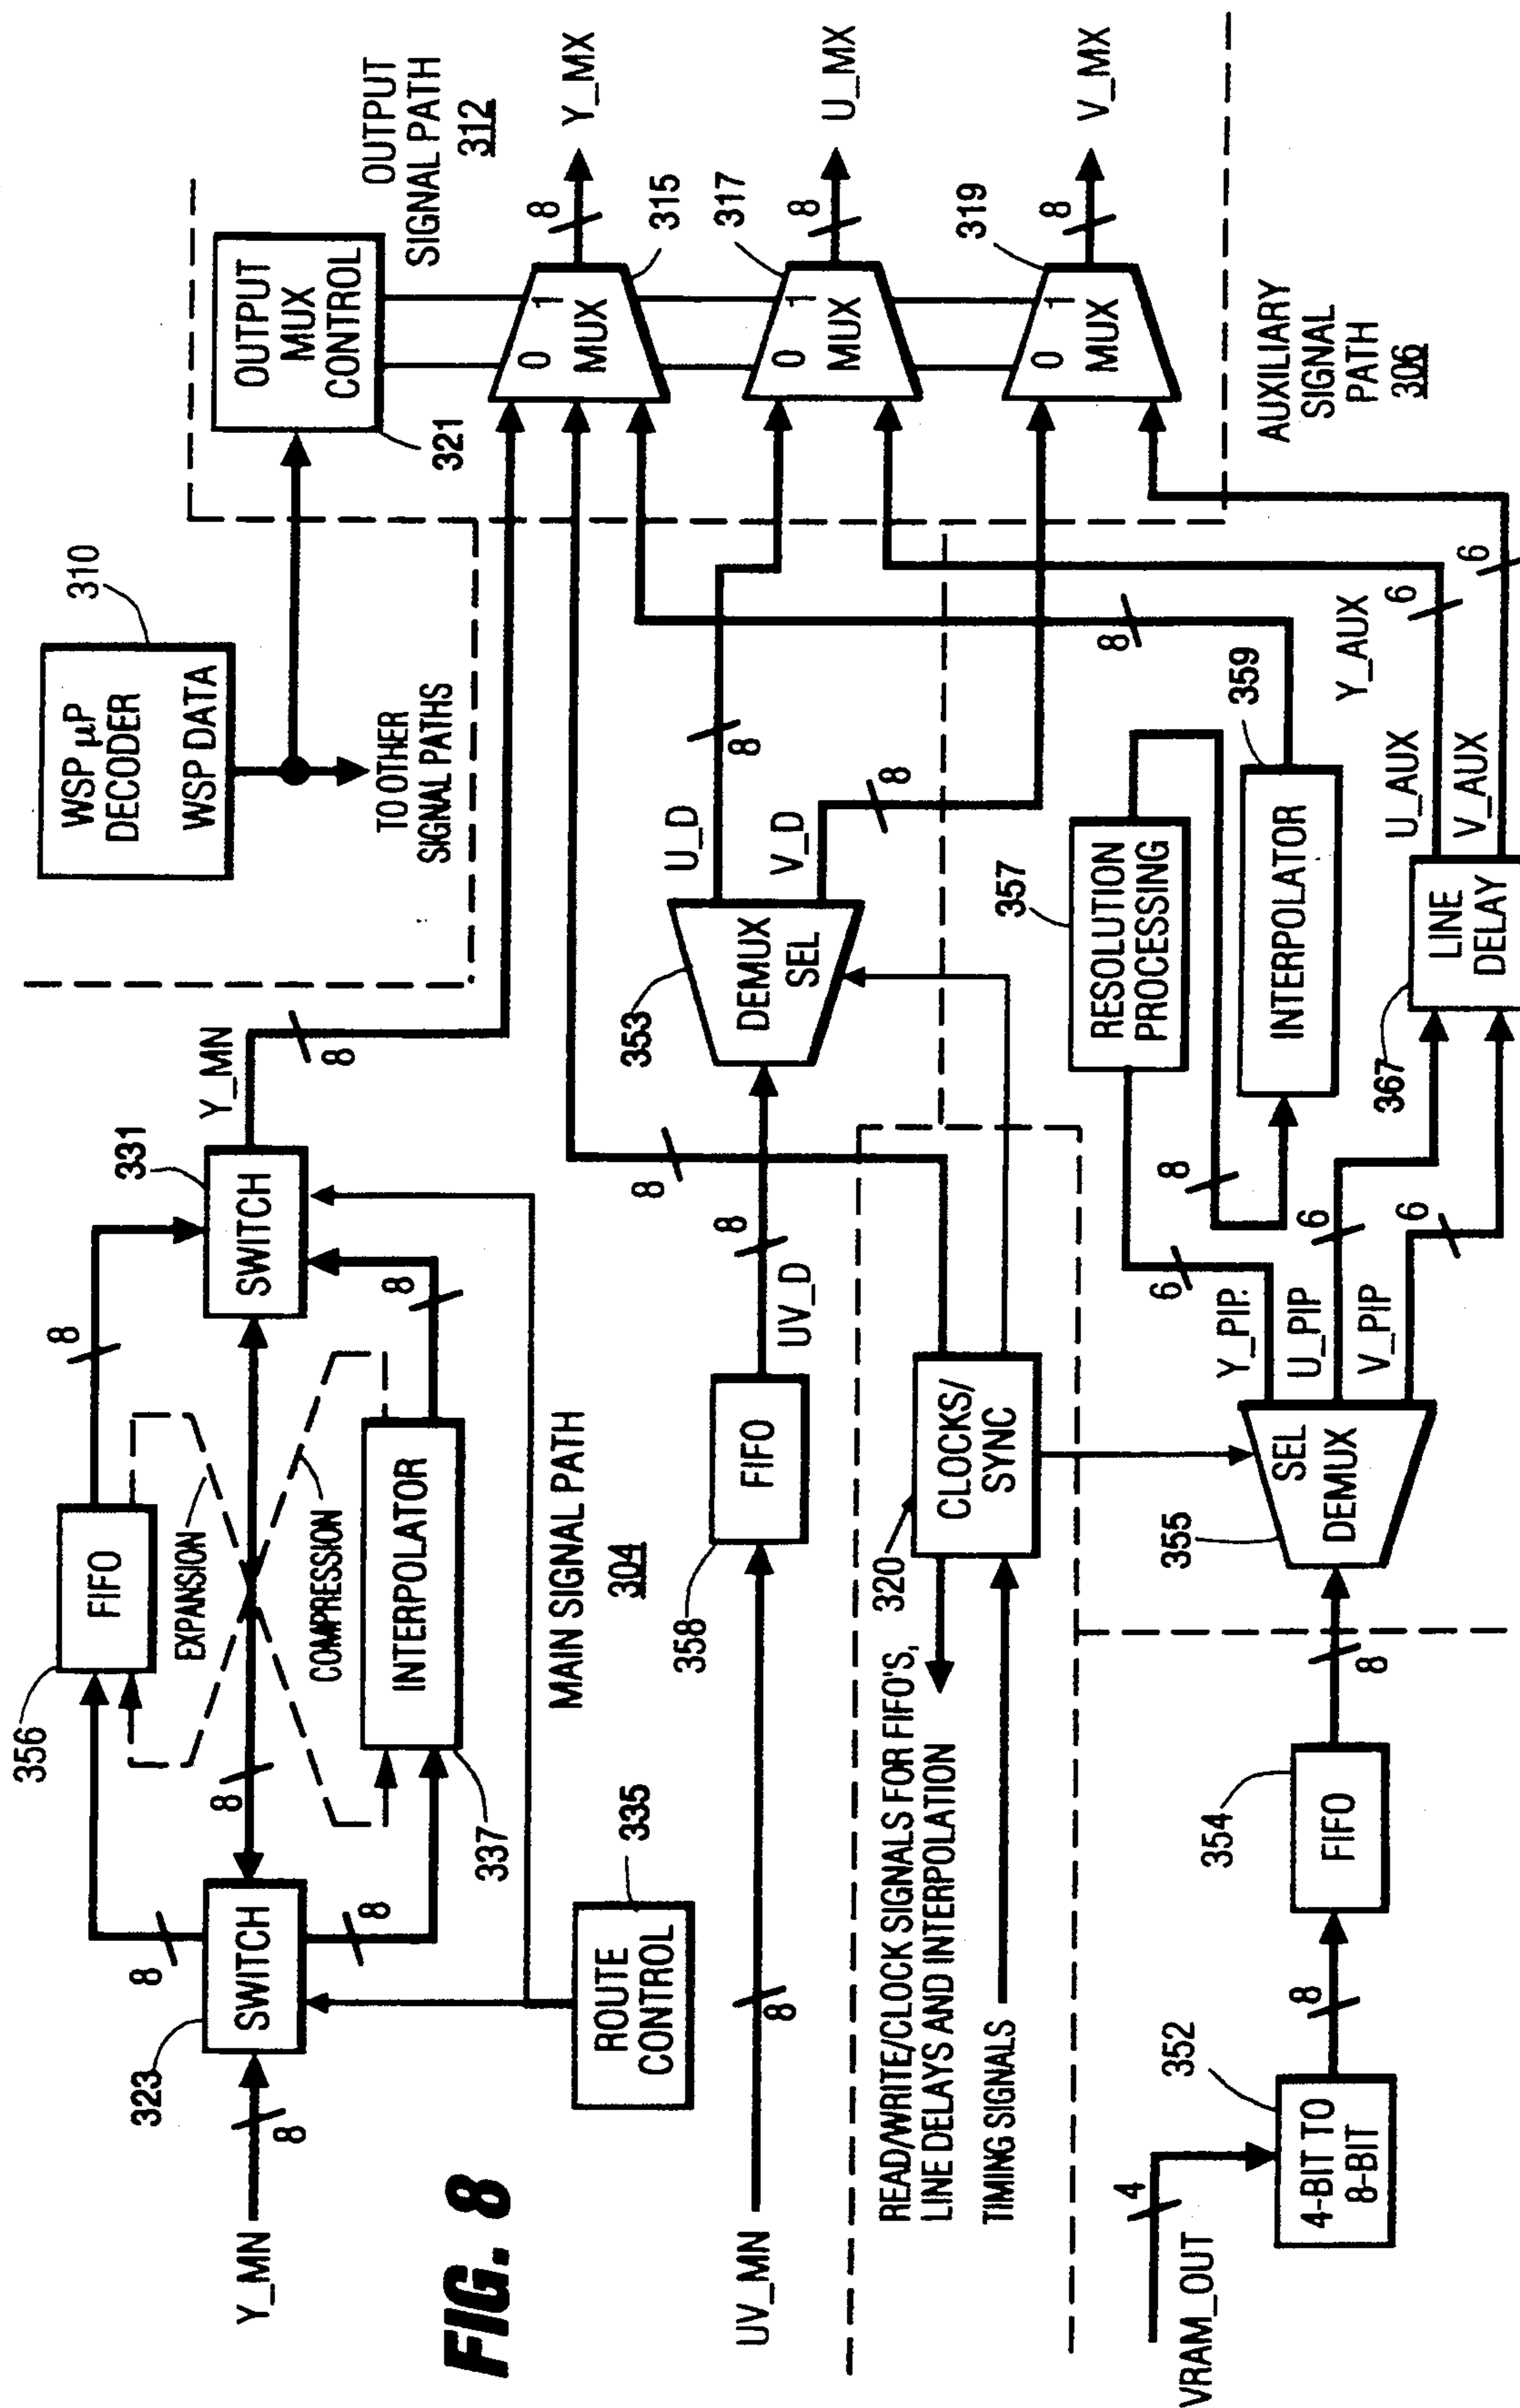 FIG. 8
Y_MN
8
323
SWITCH
8
8
356
FIFO
8
EXPANSION
COMPRESSION
8
INTERPOLATOR
337
8
331
SWITCH
Y_MN
8
MAIN SIGNAL PATH
304
335
ROUTE
CONTROL
310
WSP µP
DECODER
WSP DATA
TO OTHER
SIGNAL PATHS
OUTPUT
MUX
CONTROL
321
OUTPUT
SIGNAL PATH
312
0 1
MUX
315
8
Y_MX
0 1
MUX
317
8
U_MX
0 1
MUX
319
8
V_MX
UV_MN
8
358
FIFO
8
UV_D
353
DEMUX
SEL
U_D
8
V_D
8
8
320
CLOCKS/
SYNC
READ/WRITE/CLOCK SIGNALS FOR FIFO'S,
LINE DELAYS AND INTERPOLATION
TIMING SIGNALS
AUXILIARY
SIGNAL
PATH
306
VRAM_OUT
4
352
4-BIT TO
8-BIT
8
354
FIFO
8
355
SEL
DEMUX
Y_PIP.
6
U_PIP
6
V_PIP
6
357
RESOLUTION
PROCESSING
8
INTERPOLATOR
359
8
Y_AUX
367
LINE
DELAY
U_AUX
6
V_AUX
6